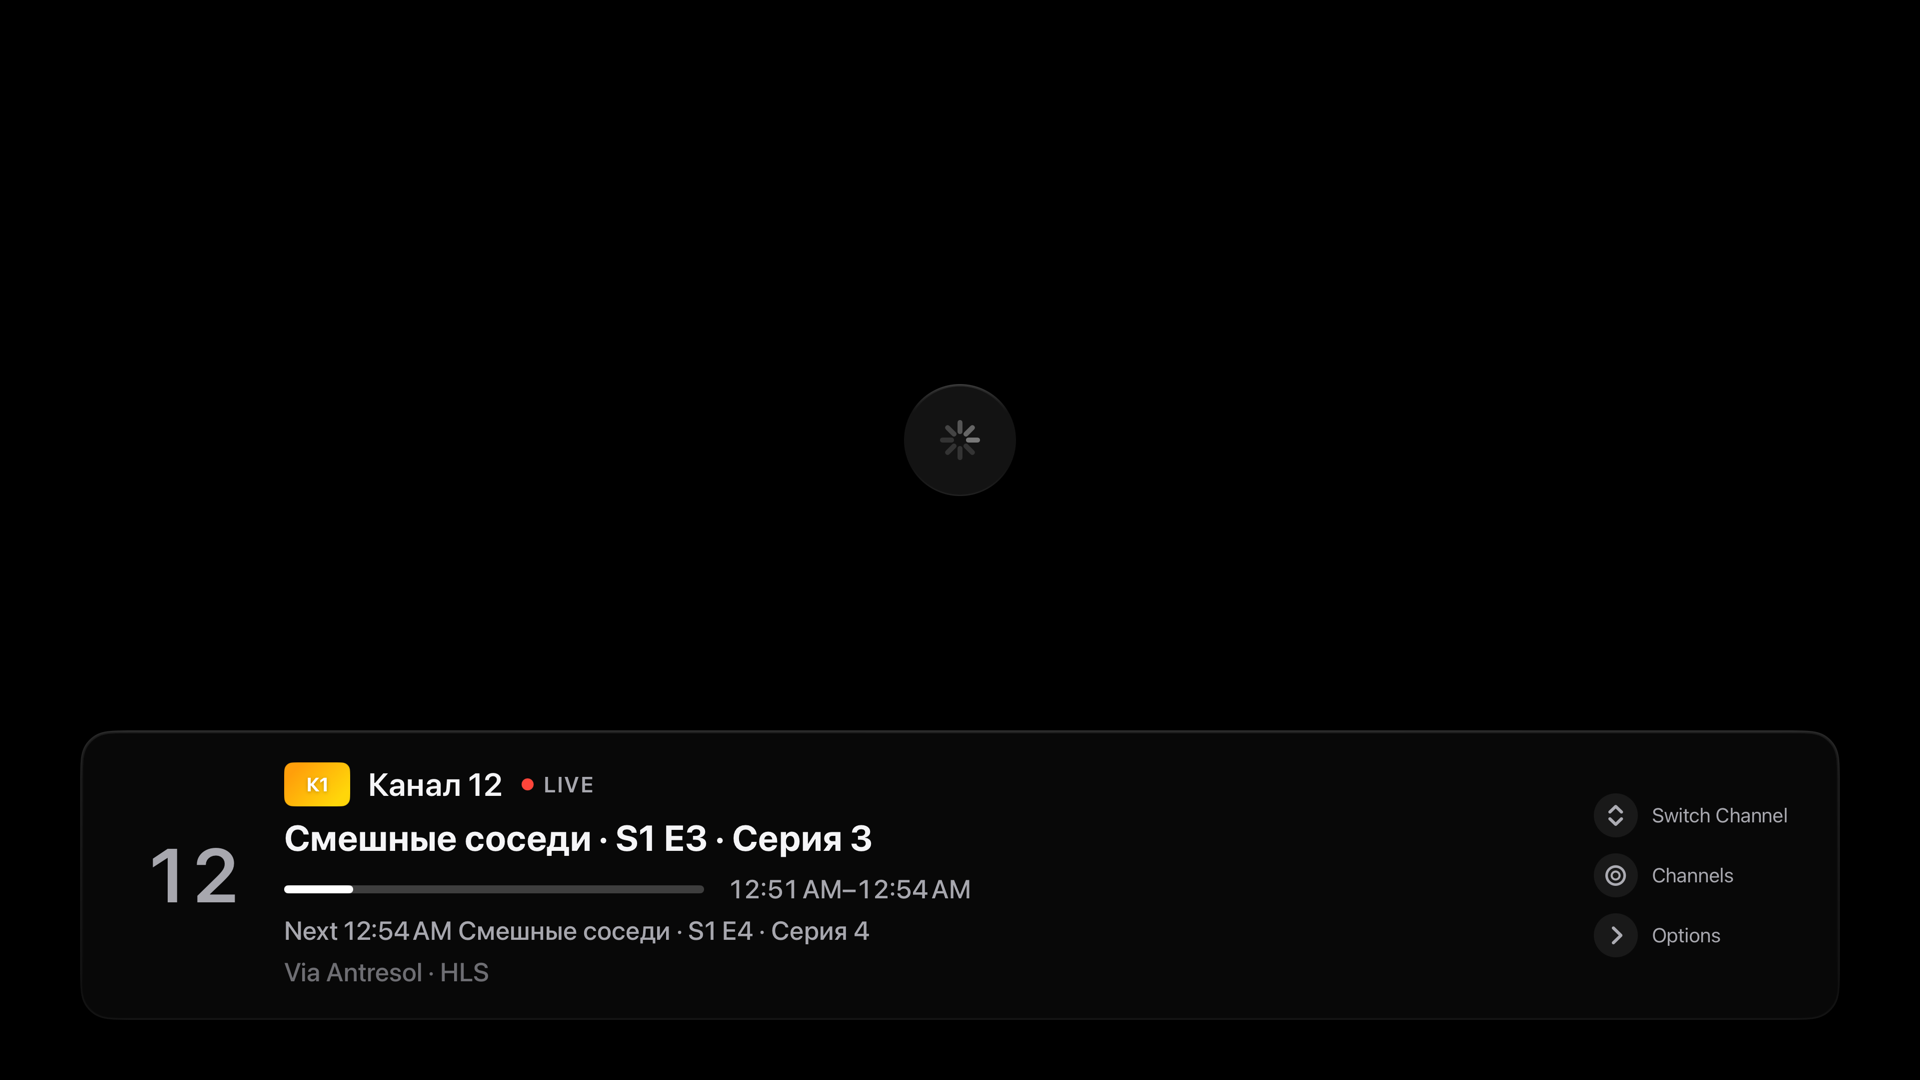 12
K1 Канал 12 LIVE
Смешные соседи · S1 E3 · Серия 3
12:51 AM–12:54 AM
Next 12:54 AM Смешные соседи · S1 E4 · Серия 4
Via Antresol · HLS
Switch Channel
Channels
Options